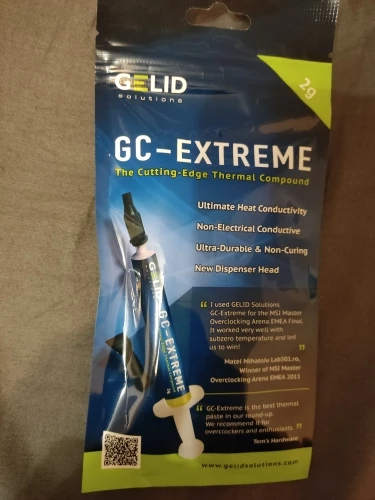 GELID
solutions
2g
GC-EXTREME
The Cutting-Edge Thermal Compound
Ultimate Heat Conductivity
Non-Electrical Conductive
Ultra-Durable & Non-Curing
New Dispenser Head
GELID GC-EXTREME
“ I used GELID Solutions
GC-Extreme for the MSI Master
Overclocking Arena EMEA Final.
It worked very well with
subzero temperature and led
us to win! ”
Matei Mihatoiu Lab501.ro,
Winner of MSI Master
Overclocking Arena EMEA 2011
“ GC-Extreme is the best thermal
paste in our round-up.
We recommend it for
overclockers and enthusiasts. ”
Tom's Hardware
www.gelidsolutions.com